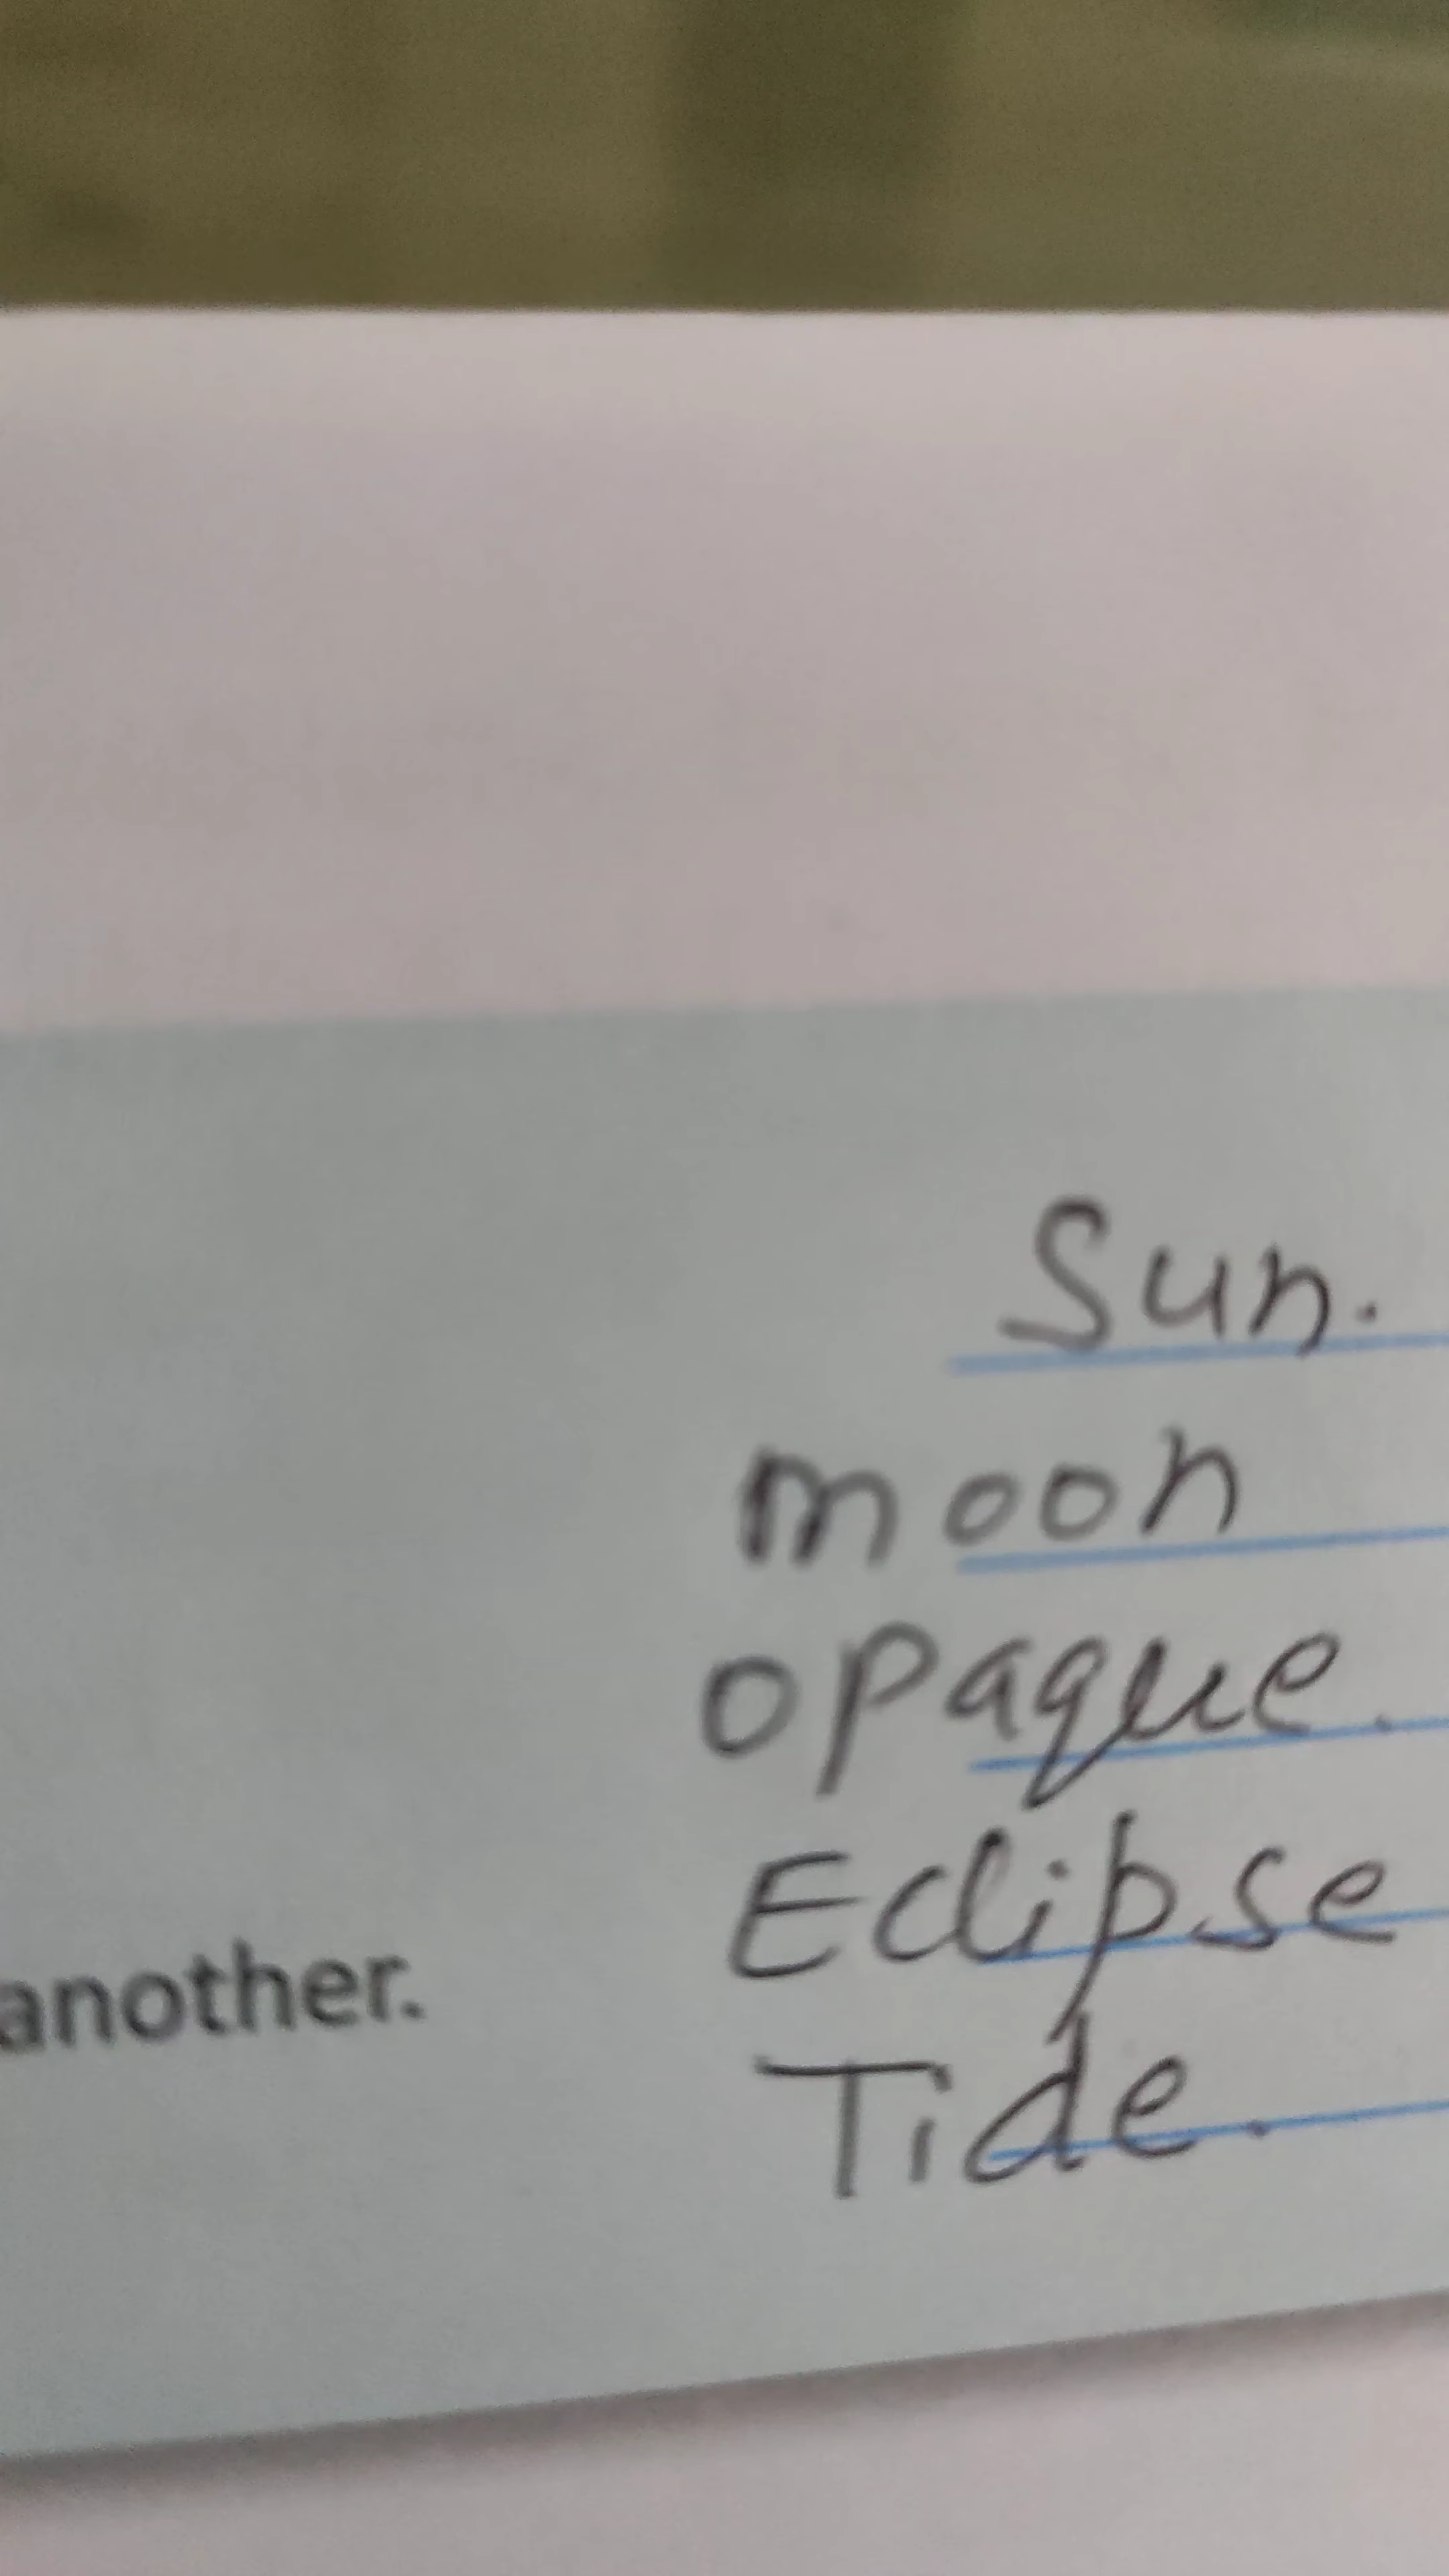 Sun.
moon
opaque.
Eclipse
another.
Tide.